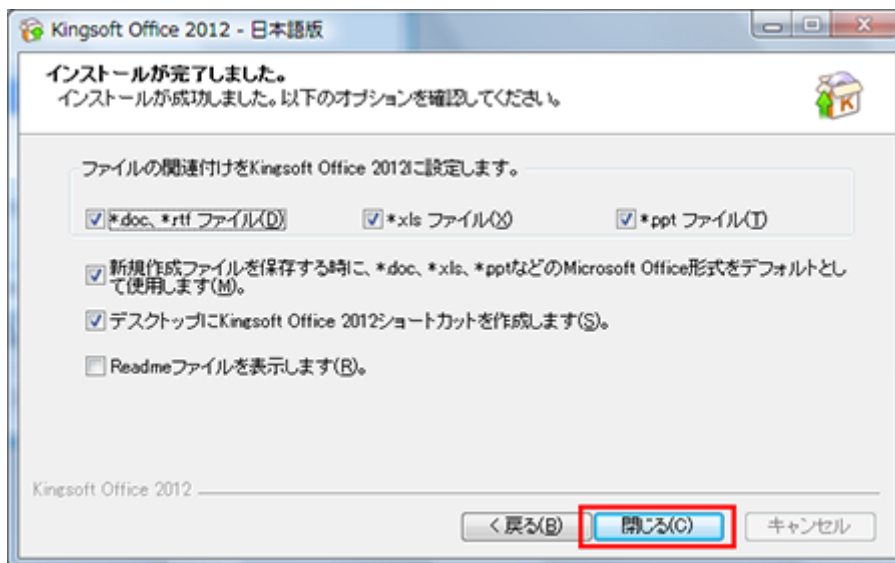 Kingsoft Office 2012 - 日本語版
インストールが完了しました。
インストールが成功しました。以下のオプションを確認してください。
ファイルの関連付けをKingsoft Office 2012に設定します。
*.doc、*.rtf ファイル(D) *.xls ファイル(X) *.ppt ファイル(T)
新規作成ファイルを保存する時に、*.doc、*.xls、*.pptなどのMicrosoft Office形式をデフォルトとし
て使用します(M)。
デスクトップにKingsoft Office 2012ショートカットを作成します(S)。
Readmeファイルを表示します(R)。
Kingsoft Office 2012
< 戻る(B) 閉じる(C) キャンセル